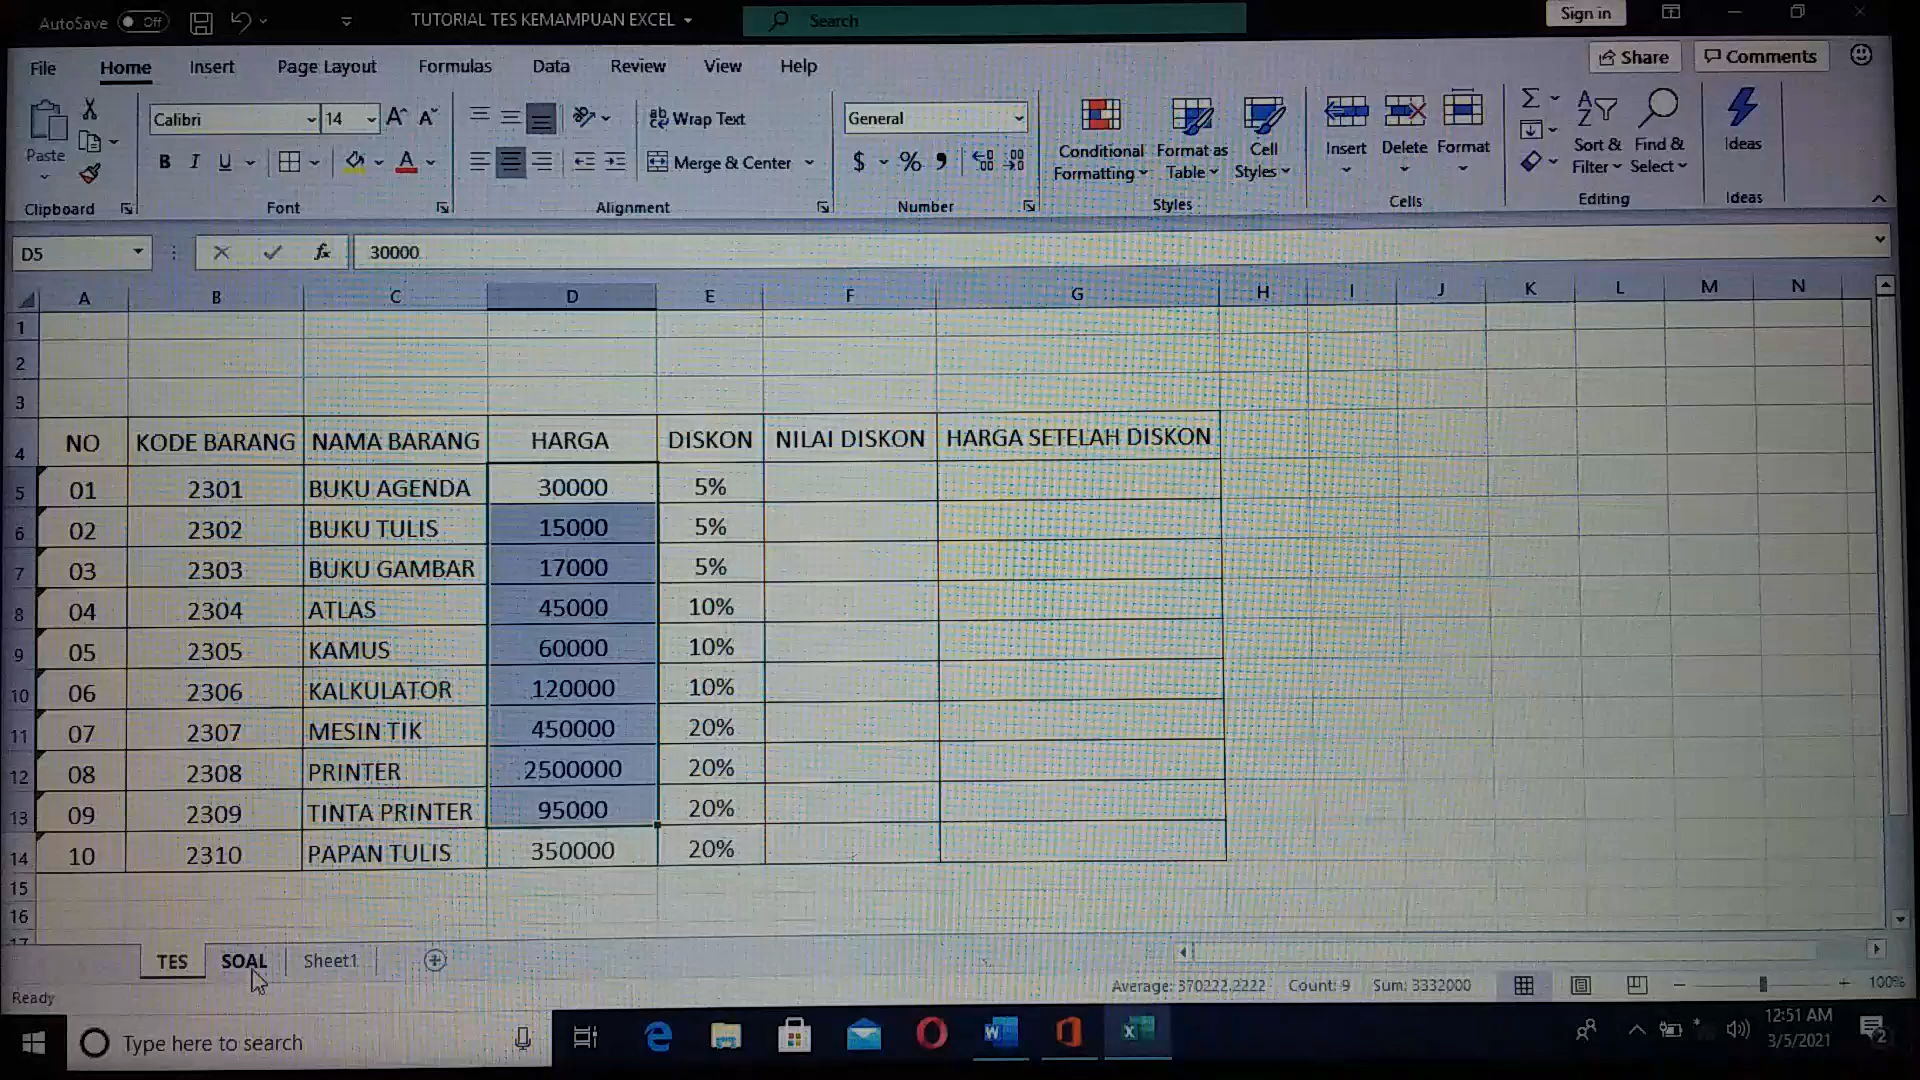 AutoSave Off TUTORIAL TES KEMAMPUAN EXCEL Search Sign in
File Home Insert Page Layout Formulas Data Review View Help Share Comments
Paste Calibri 14 Wrap Text General Conditional Formatting Format as Table Cell Styles Insert Delete Format Sort & Filter Find & Select Ideas
B I U A Merge & Center $ % ,
Clipboard Font Alignment Number Styles Cells Editing Ideas
D5 fx 30000
A B C D E F G H I J K L M N
1
2
3
4 NO KODE BARANG NAMA BARANG HARGA DISKON NILAI DISKON HARGA SETELAH DISKON
5 01 2301 BUKU AGENDA 30000 5%
6 02 2302 BUKU TULIS 15000 5%
7 03 2303 BUKU GAMBAR 17000 5%
8 04 2304 ATLAS 45000 10%
9 05 2305 KAMUS 60000 10%
10 06 2306 KALKULATOR 120000 10%
11 07 2307 MESIN TIK 450000 20%
12 08 2308 PRINTER 2500000 20%
13 09 2309 TINTA PRINTER 95000 20%
14 10 2310 PAPAN TULIS 350000 20%
15
16
17
TES SOAL Sheet1
Ready Average: 370222,2222 Count: 9 Sum: 3332000 100%
Type here to search 12:51 AM
3/5/2021 2